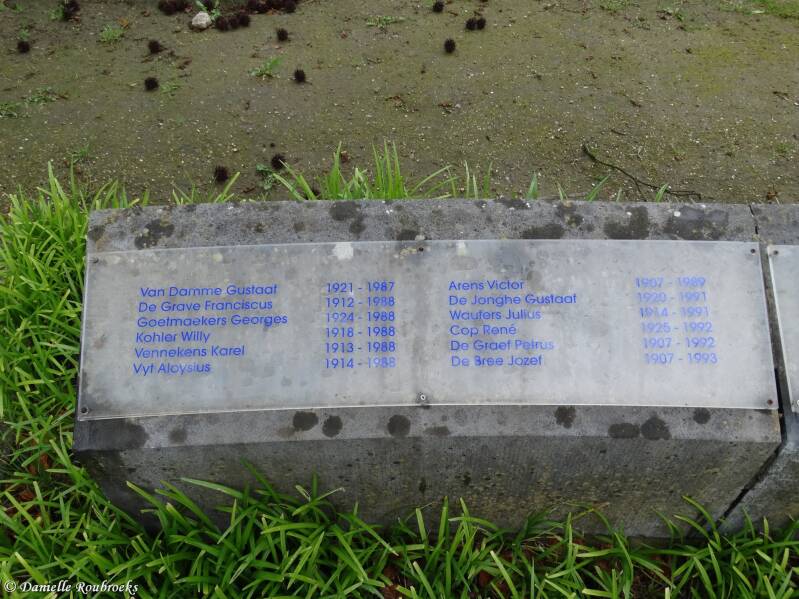 Van Damme Gustaaf 1921 - 1987
De Grave Franciscus 1912 - 1988
Goetmaekers Georges 1924 - 1988
Kohler Willy 1918 - 1988
Vennekens Karel 1913 - 1988
Vyt Aloysius 1914 - 1988
Arens Victor 1907 - 1989
De Jonghe Gustaaf 1920 - 1991
Wauters Julius 1914 - 1991
Cop René 1925 - 1992
De Graef Petrus 1907 - 1992
De Bree Jozef 1907 - 1993
© Danielle Roubroeks